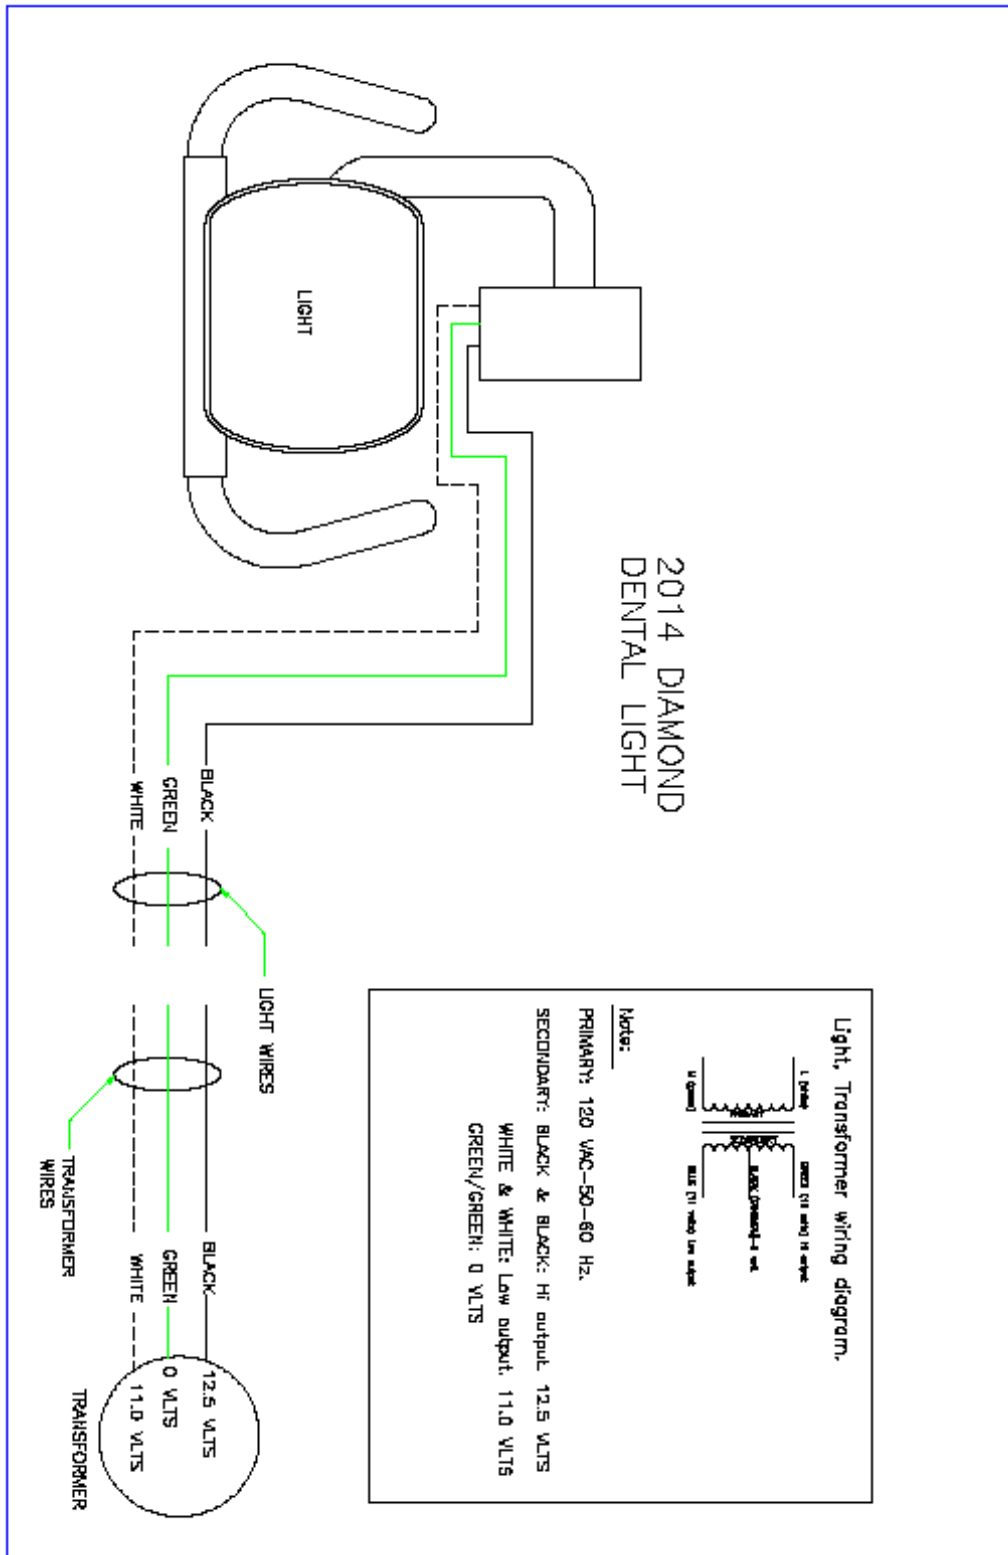 2014 DIAMOND
DENTAL LIGHT
LIGHT
BLACK
GREEN
WHITE
LIGHT WIRES
TRANSFORMER
WIRES
BLACK
GREEN
WHITE
12.5 VLTS
0 VLTS
11.0 VLTS
TRANSFORMER
Light, Transformer wiring diagram.
Note:
PRIMARY: 120 VAC-50-60 Hz.
SECONDARY: BLACK & BLACK: Hi output 12.5 VLTS
WHITE & WHITE: Low output. 11.0 VLTS
GREEN/GREEN: 0 VLTS